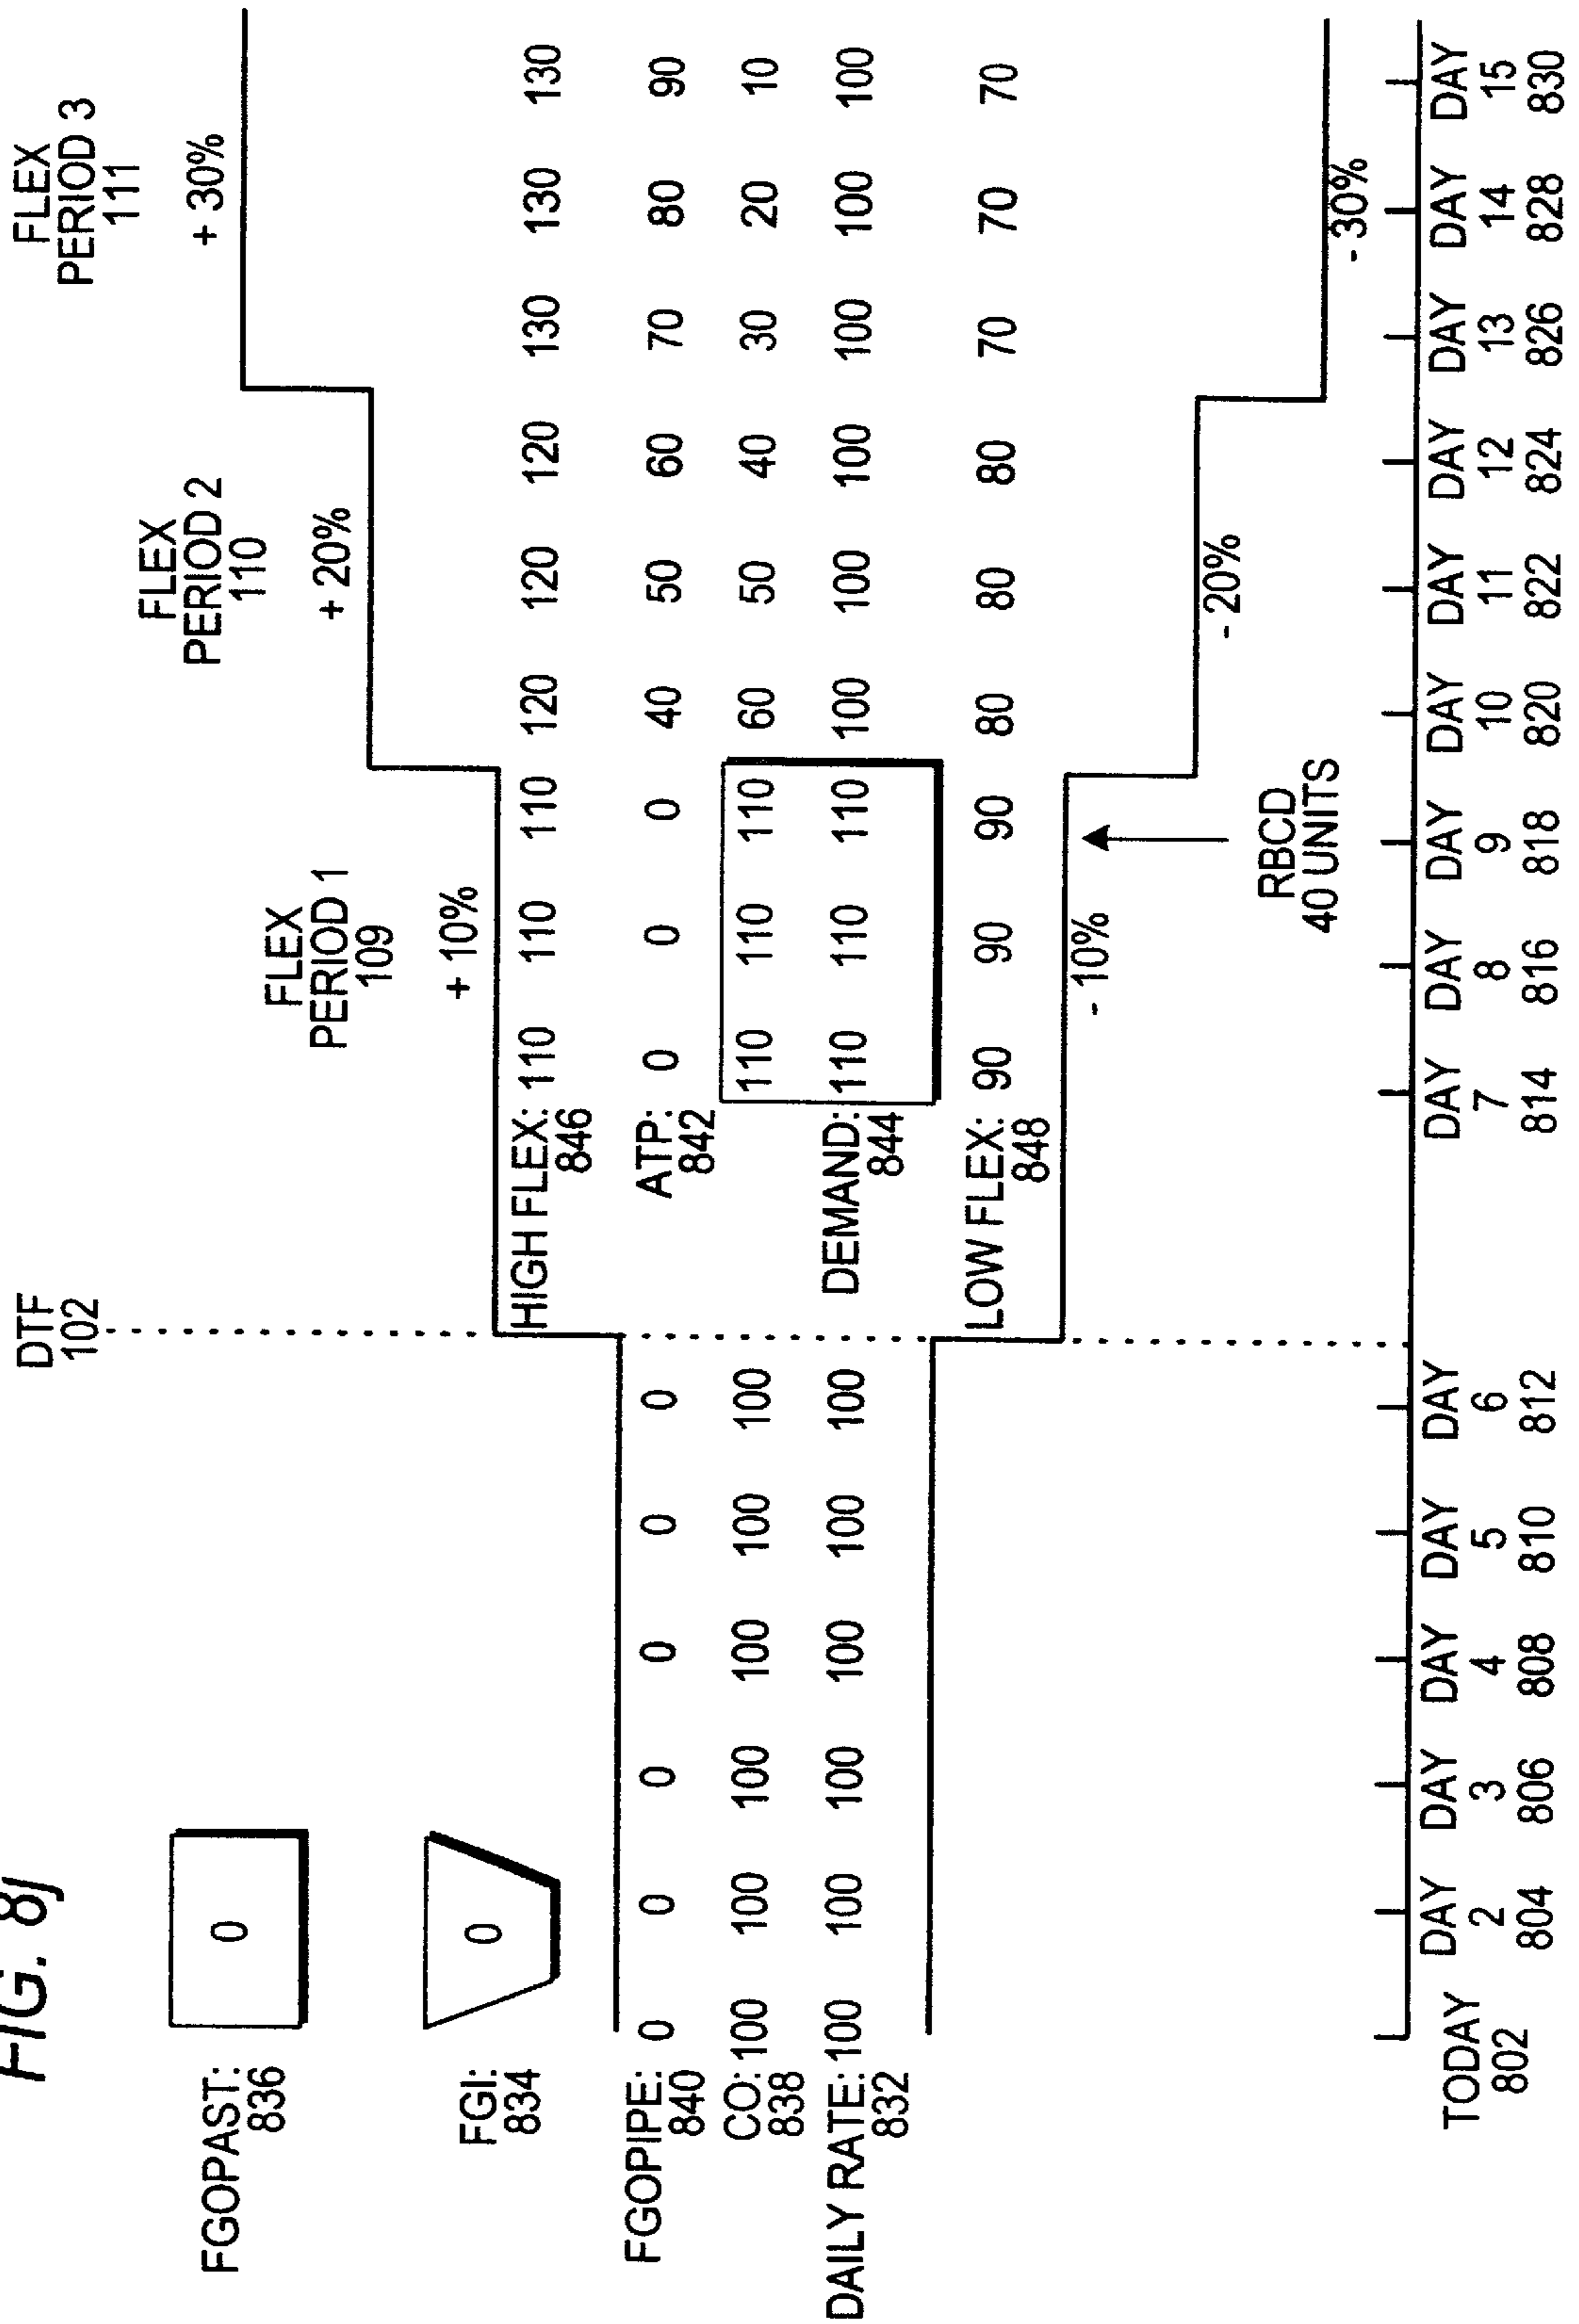 FIG. 8j
DTF
102
FLEX
PERIOD 3
111
FLEX
PERIOD 2
110
FLEX
PERIOD 1
109
+ 30%
+ 20%
+ 10%
FGOPAST:
836
0
FGI:
834
0
HIGH FLEX: 110 110 110 120 120 120 130 130 130
846
FGOPIPE: 0 0 0 0 0 0
840
ATP: 0 0 0 40 50 60 70 80 90
842
CO: 100 100 100 100 100 100 110 110 110 60 50 40 30 20 10
838
DAILY RATE: 100 100 100 100 100 100
832
DEMAND: 110 110 110 100 100 100 100 100 100
844
LOW FLEX: 90 90 90 80 80 80 70 70 70
848
- 10%
- 20%
- 30%
RBCD
40 UNITS
TODAY
802
DAY
2
804
DAY
3
806
DAY
4
808
DAY
5
810
DAY
6
812
DAY
7
814
DAY
8
816
DAY
9
818
DAY
10
820
DAY
11
822
DAY
12
824
DAY
13
826
DAY
14
828
DAY
15
830